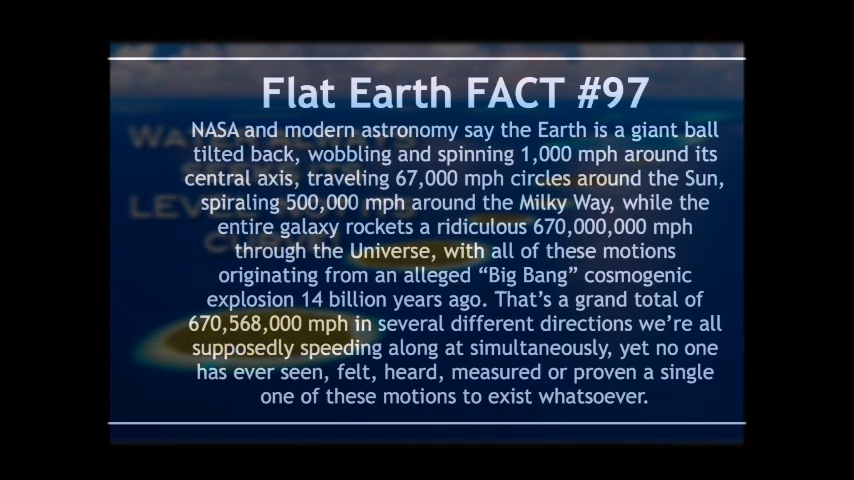 Flat Earth FACT #97
NASA and modern astronomy say the Earth is a giant ball
tilted back, wobbling and spinning 1,000 mph around its
central axis, traveling 67,000 mph circles around the Sun,
spiraling 500,000 mph around the Milky Way, while the
entire galaxy rockets a ridiculous 670,000,000 mph
through the Universe, with all of these motions
originating from an alleged “Big Bang” cosmogenic
explosion 14 billion years ago. That’s a grand total of
670,568,000 mph in several different directions we’re all
supposedly speeding along at simultaneously, yet no one
has ever seen, felt, heard, measured or proven a single
one of these motions to exist whatsoever.